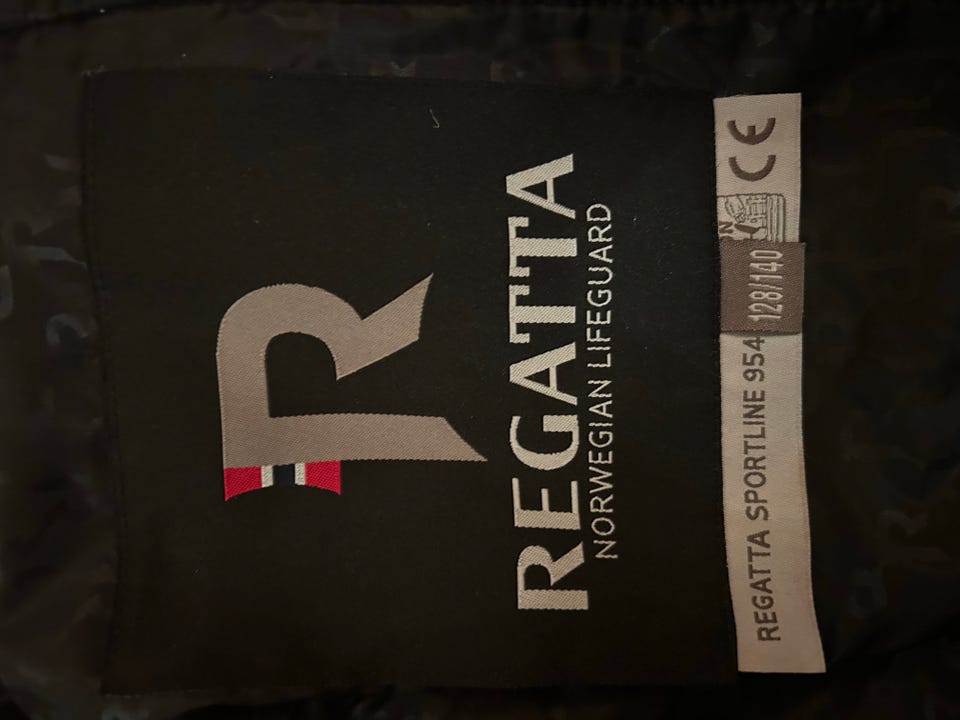 R
REGATTA
NORWEGIAN LIFEGUARD
REGATTA SPORTLINE 954
128/140
CE